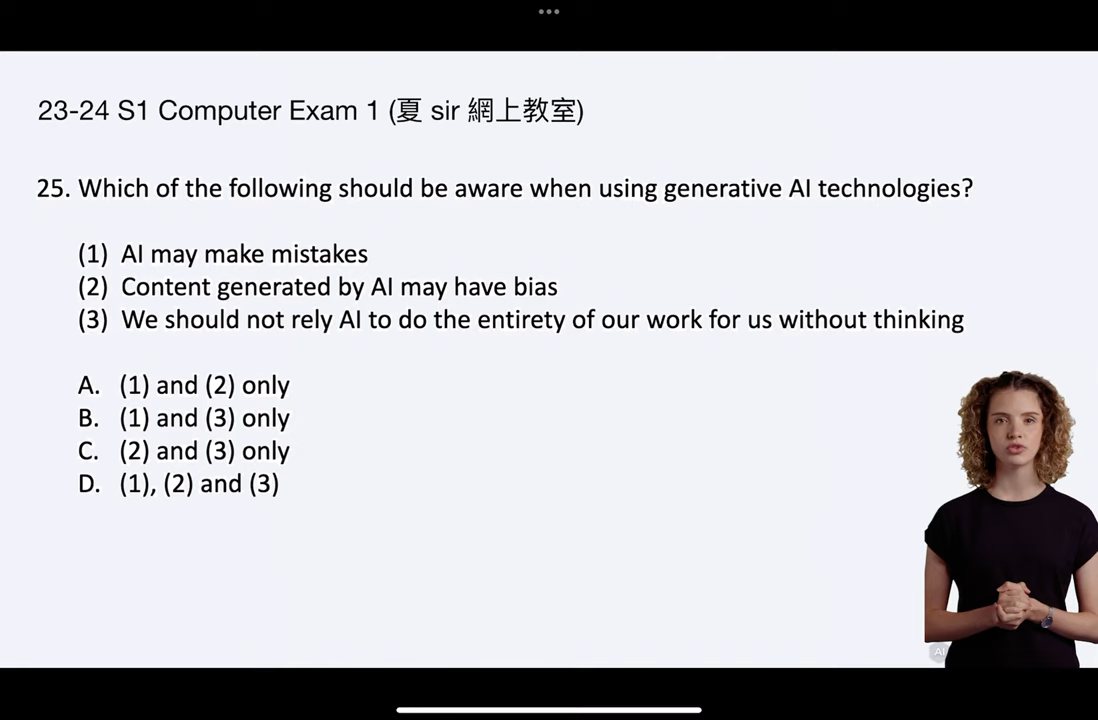 23-24 S1 Computer Exam 1 (夏 sir 網上教室)
25. Which of the following should be aware when using generative AI technologies?
(1) AI may make mistakes
(2) Content generated by AI may have bias
(3) We should not rely AI to do the entirety of our work for us without thinking
A. (1) and (2) only
B. (1) and (3) only
C. (2) and (3) only
D. (1), (2) and (3)
AI